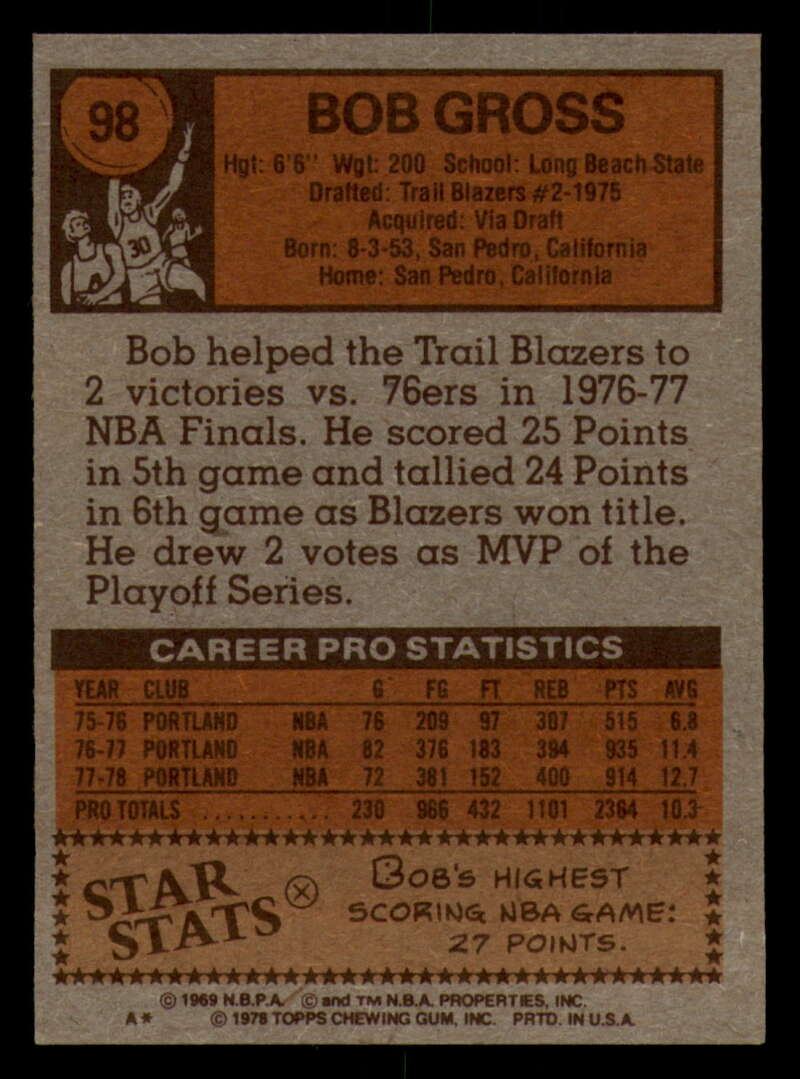 98
30
BOB GROSS
Hgt: 6'6" Wgt: 200 School: Long Beach State
Drafted: Trail Blazers #2-1975
Acquired: Via Draft
Born: 8-3-53, San Pedro, California
Home: San Pedro, California
Bob helped the Trail Blazers to
2 victories vs. 76ers in 1976-77
NBA Finals. He scored 25 Points
in 5th game and tallied 24 Points
in 6th game as Blazers won title.
He drew 2 votes as MVP of the
Playoff Series.
CAREER PRO STATISTICS
YEAR CLUB G FG FT REB PTS AVG
75-76 PORTLAND NBA 76 209 97 307 515 6.8
76-77 PORTLAND NBA 82 376 183 394 935 11.4
77-78 PORTLAND NBA 72 381 152 400 914 12.7
PRO TOTALS ........... 230 966 432 1101 2364 10.3
STAR STATS
BOB'S HIGHEST
SCORING NBA GAME:
27 POINTS.
© 1969 N.B.P.A. © and TM N.B.A. PROPERTIES, INC.
A* © 1978 TOPPS CHEWING GUM, INC. PRTD. IN U.S.A.